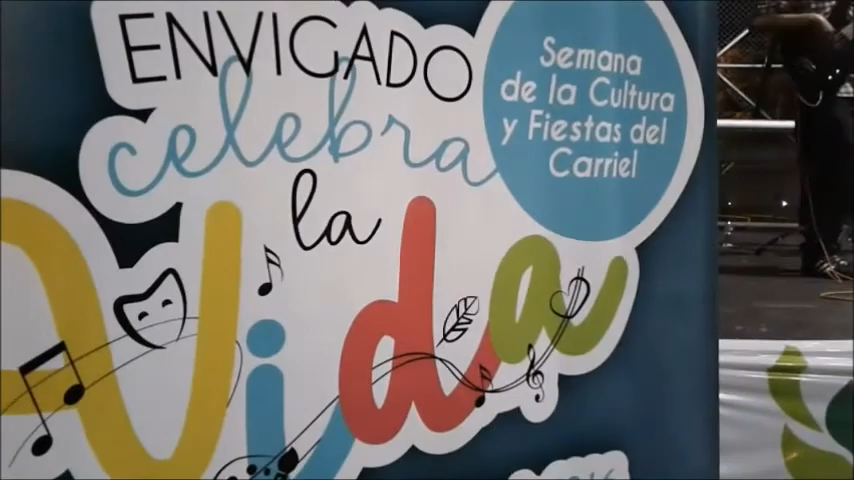 ENVIGADO
celebra
la
Vida
Semana
de la Cultura
y Fiestas del
Carriel